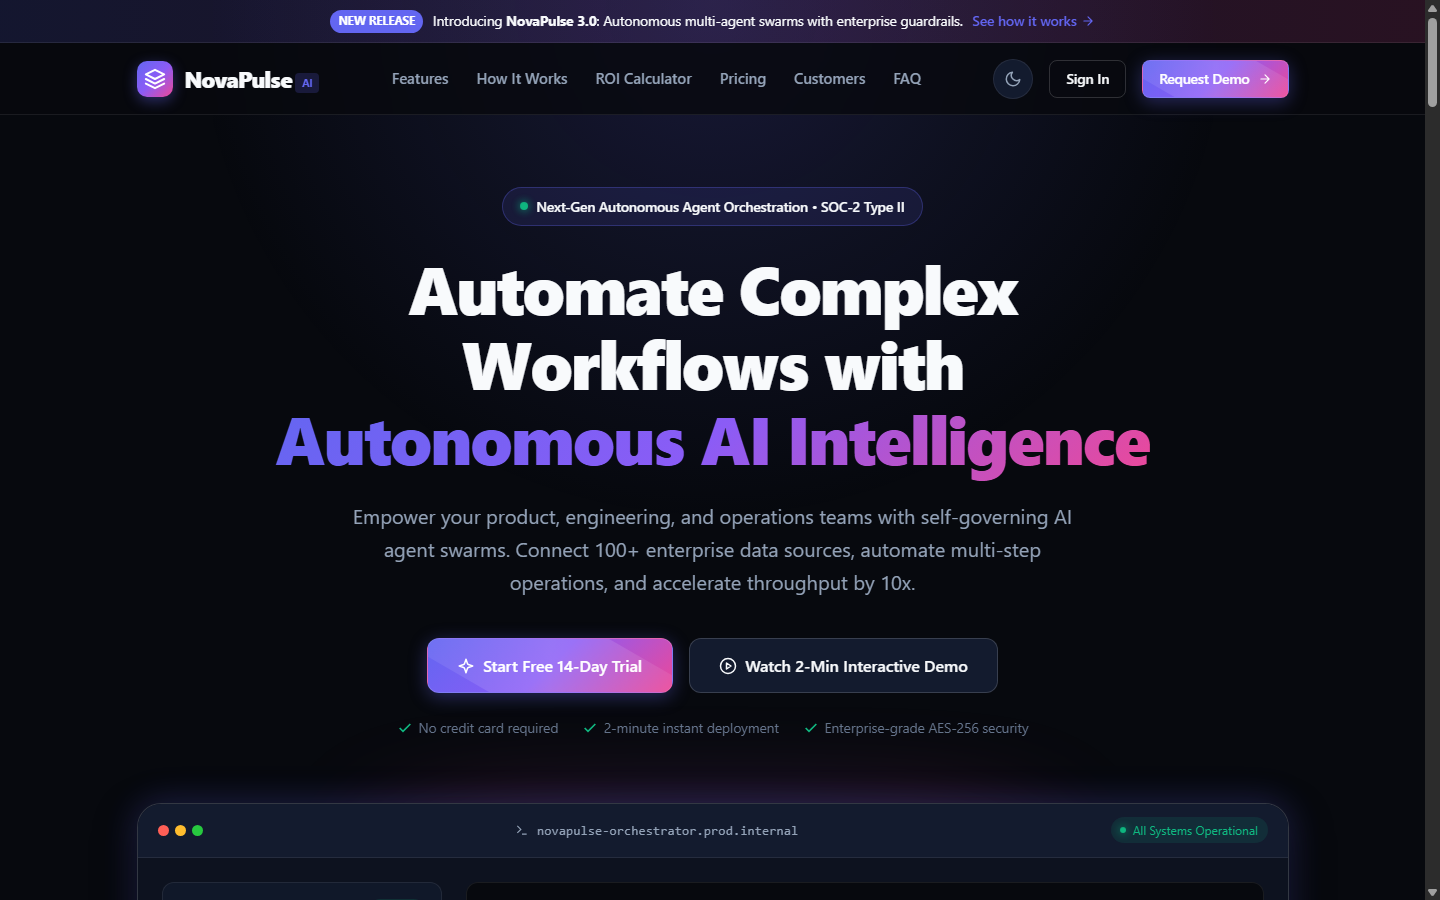 NEW RELEASE Introducing NovaPulse 3.0: Autonomous multi-agent swarms with enterprise guardrails. See how it works →
NovaPulse AI Features How It Works ROI Calculator Pricing Customers FAQ Sign In Request Demo →
Next-Gen Autonomous Agent Orchestration • SOC-2 Type II
Automate Complex
Workflows with
Autonomous AI Intelligence
Empower your product, engineering, and operations teams with self-governing AI
agent swarms. Connect 100+ enterprise data sources, automate multi-step
operations, and accelerate throughput by 10x.
Start Free 14-Day Trial Watch 2-Min Interactive Demo
No credit card required 2-minute instant deployment Enterprise-grade AES-256 security
novapulse-orchestrator.prod.internal All Systems Operational